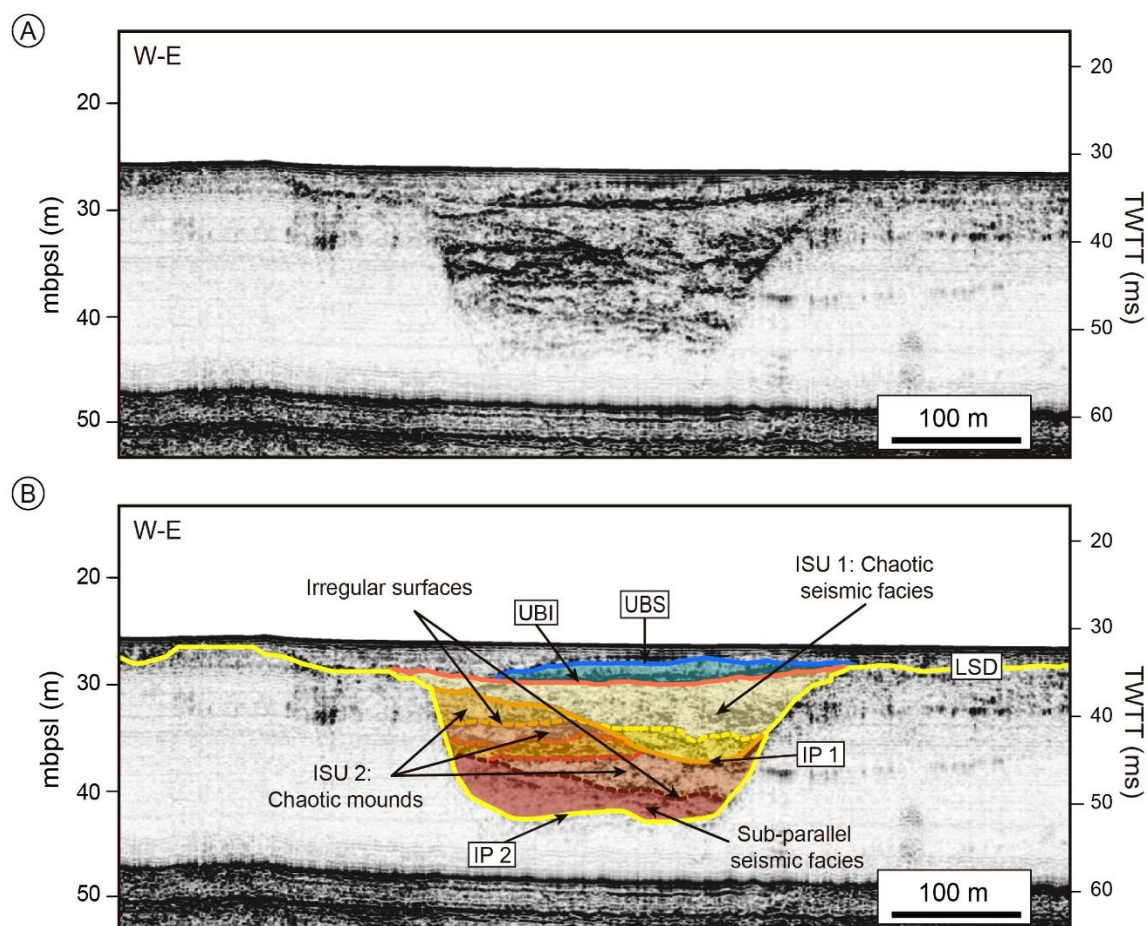 A
W-E
20
30
40
50
mbpsl (m)
20
30
40
50
60
TWTT (ms)
100 m
B
W-E
20
30
40
50
mbpsl (m)
20
30
40
50
60
TWTT (ms)
Irregular surfaces
UBI
UBS
ISU 1: Chaotic
seismic facies
LSD
IP 1
ISU 2:
Chaotic mounds
IP 2
Sub-parallel
seismic facies
100 m